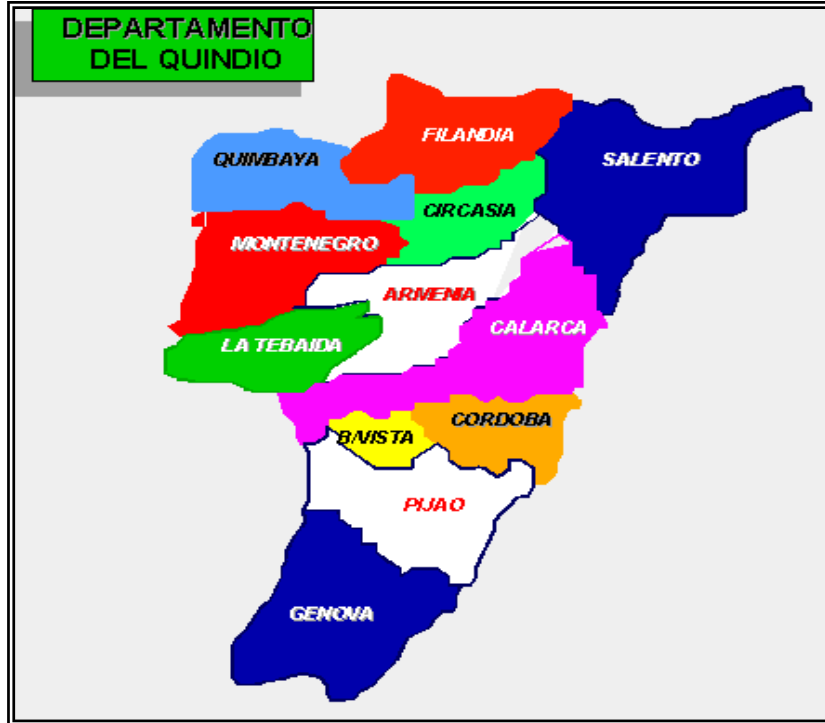 DEPARTAMENTO
DEL QUINDIO
FILANDIA
QUIMBAYA
SALENTO
CIRCASIA
MONTENEGRO
ARMENIA
CALARCA
LA TEBAIDA
CORDOBA
B/VISTA
PIJAO
GENOVA